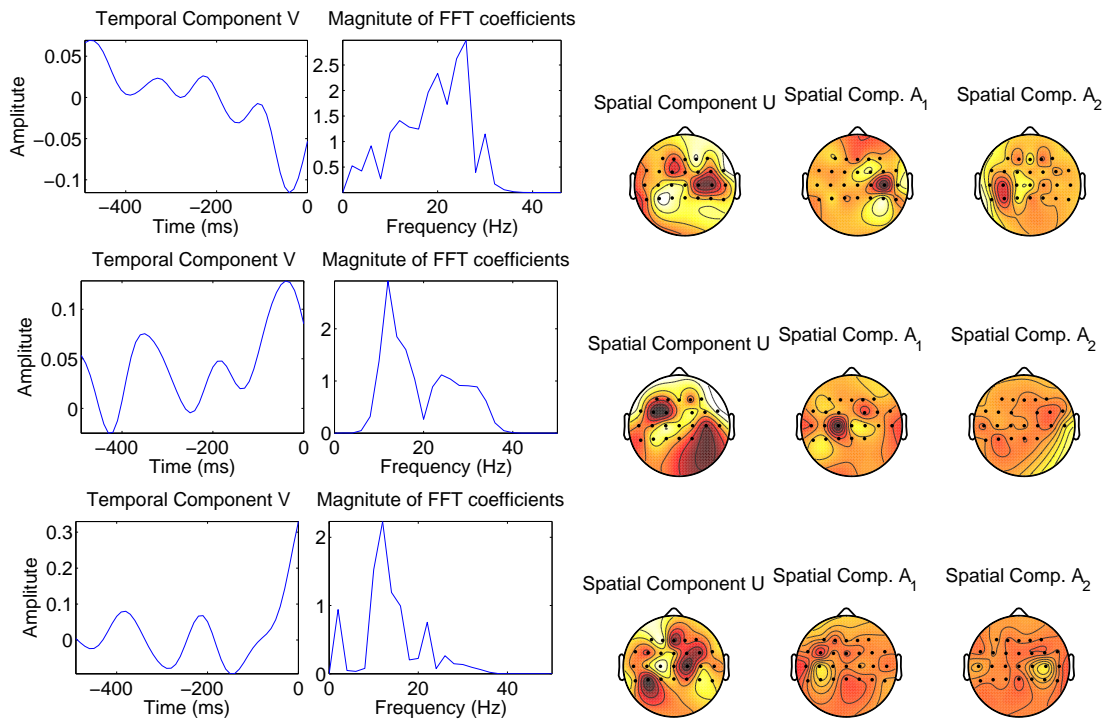 Temporal Component V
Magnitute of FFT coefficients
0.05
0
−0.05
−0.1
Amplitute
−400
−200
0
Time (ms)
2.5
2
1.5
1
0.5
0
20
40
Frequency (Hz)
Spatial Component U
Spatial Comp. A1
Spatial Comp. A2
Temporal Component V
Magnitute of FFT coefficients
0.1
0.05
0
Amplitute
−400
−200
0
Time (ms)
2
1
0
0
20
40
Frequency (Hz)
Spatial Component U
Spatial Comp. A1
Spatial Comp. A2
Temporal Component V
Magnitute of FFT coefficients
0.3
0.2
0.1
0
Amplitute
−400
−200
0
Time (ms)
2
1
0
0
20
40
Frequency (Hz)
Spatial Component U
Spatial Comp. A1
Spatial Comp. A2